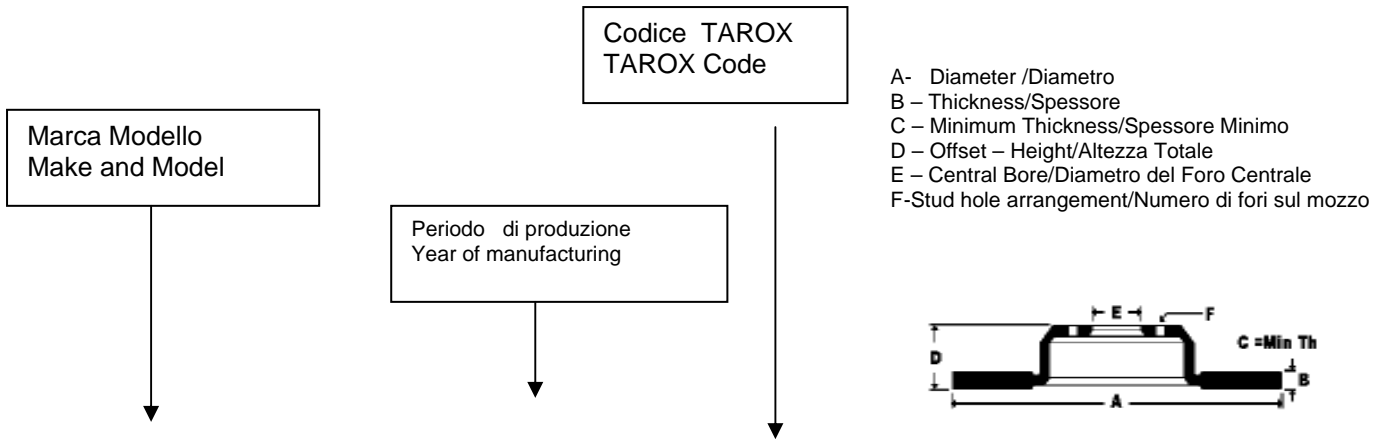 Codice TAROX
TAROX Code
Marca Modello
Make and Model
Periodo di produzione
Year of manufacturing
A- Diameter /Diametro
B – Thickness/Spessore
C – Minimum Thickness/Spessore Minimo
D – Offset – Height/Altezza Totale
E – Central Bore/Diametro del Foro Centrale
F-Stud hole arrangement/Numero di fori sul mozzo
E
F
C =Min Th
D
B
A